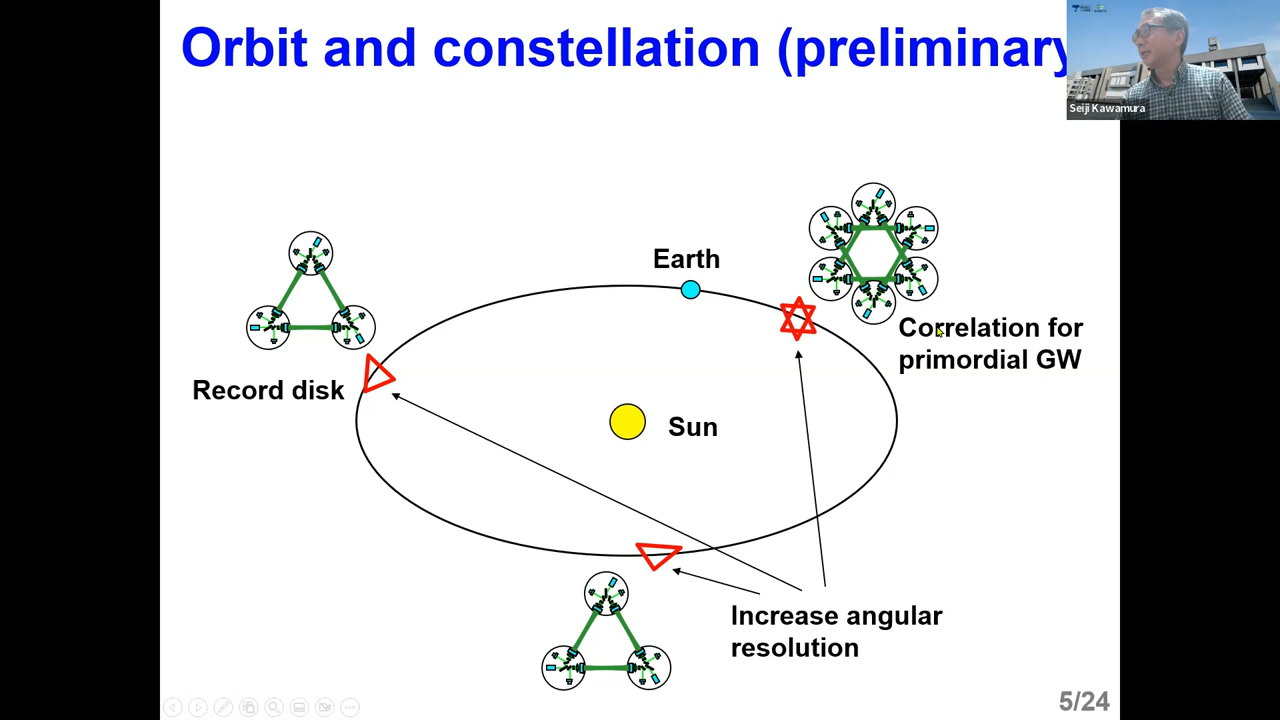 Orbit and constellation (preliminary
Seiji Kawamura
Earth
Correlation for
primordial GW
Record disk
Sun
Increase angular
resolution
5/24